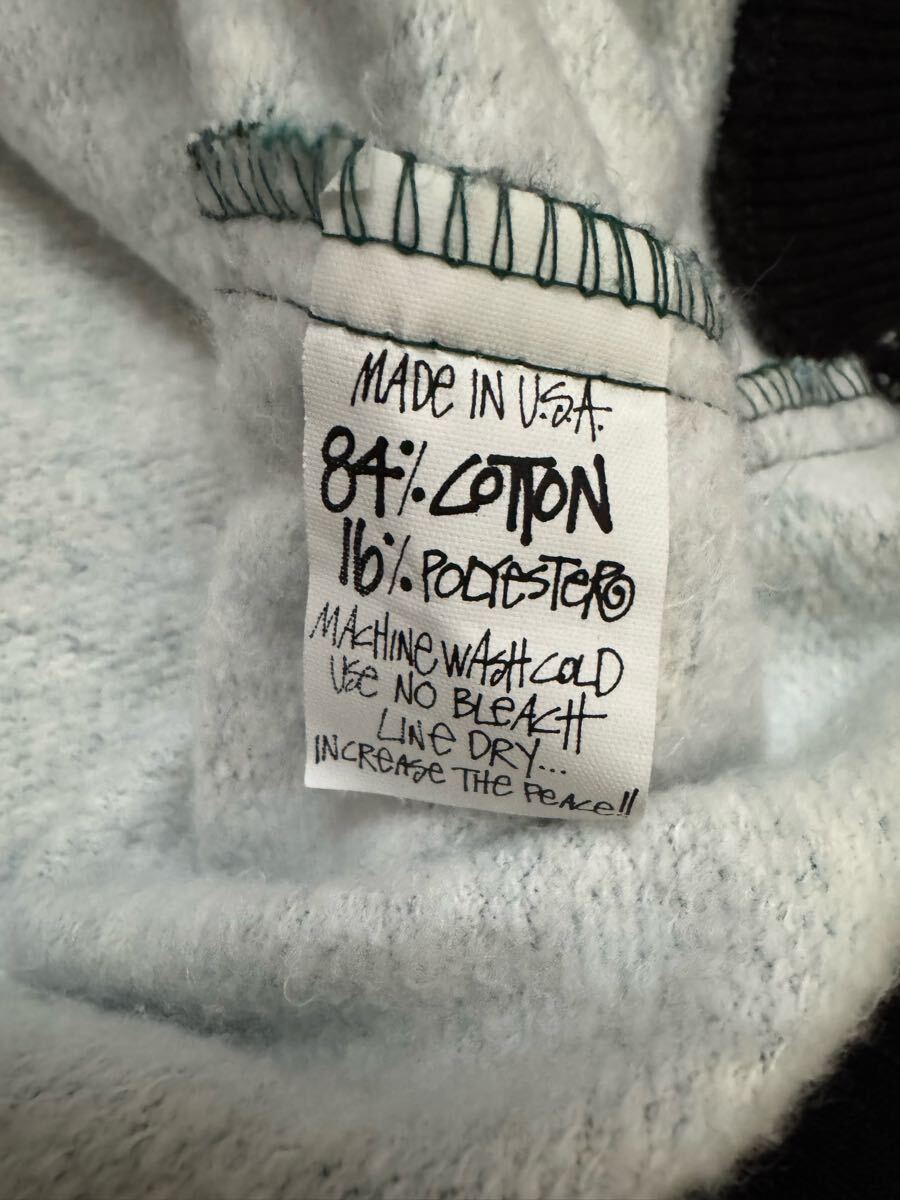 MADE IN U.S.A.
84% COTTON
16% POLYESTER
MACHINE WASH COLD
USE NO BLEACH
LINE DRY...
INCREASE THE PEACE!!